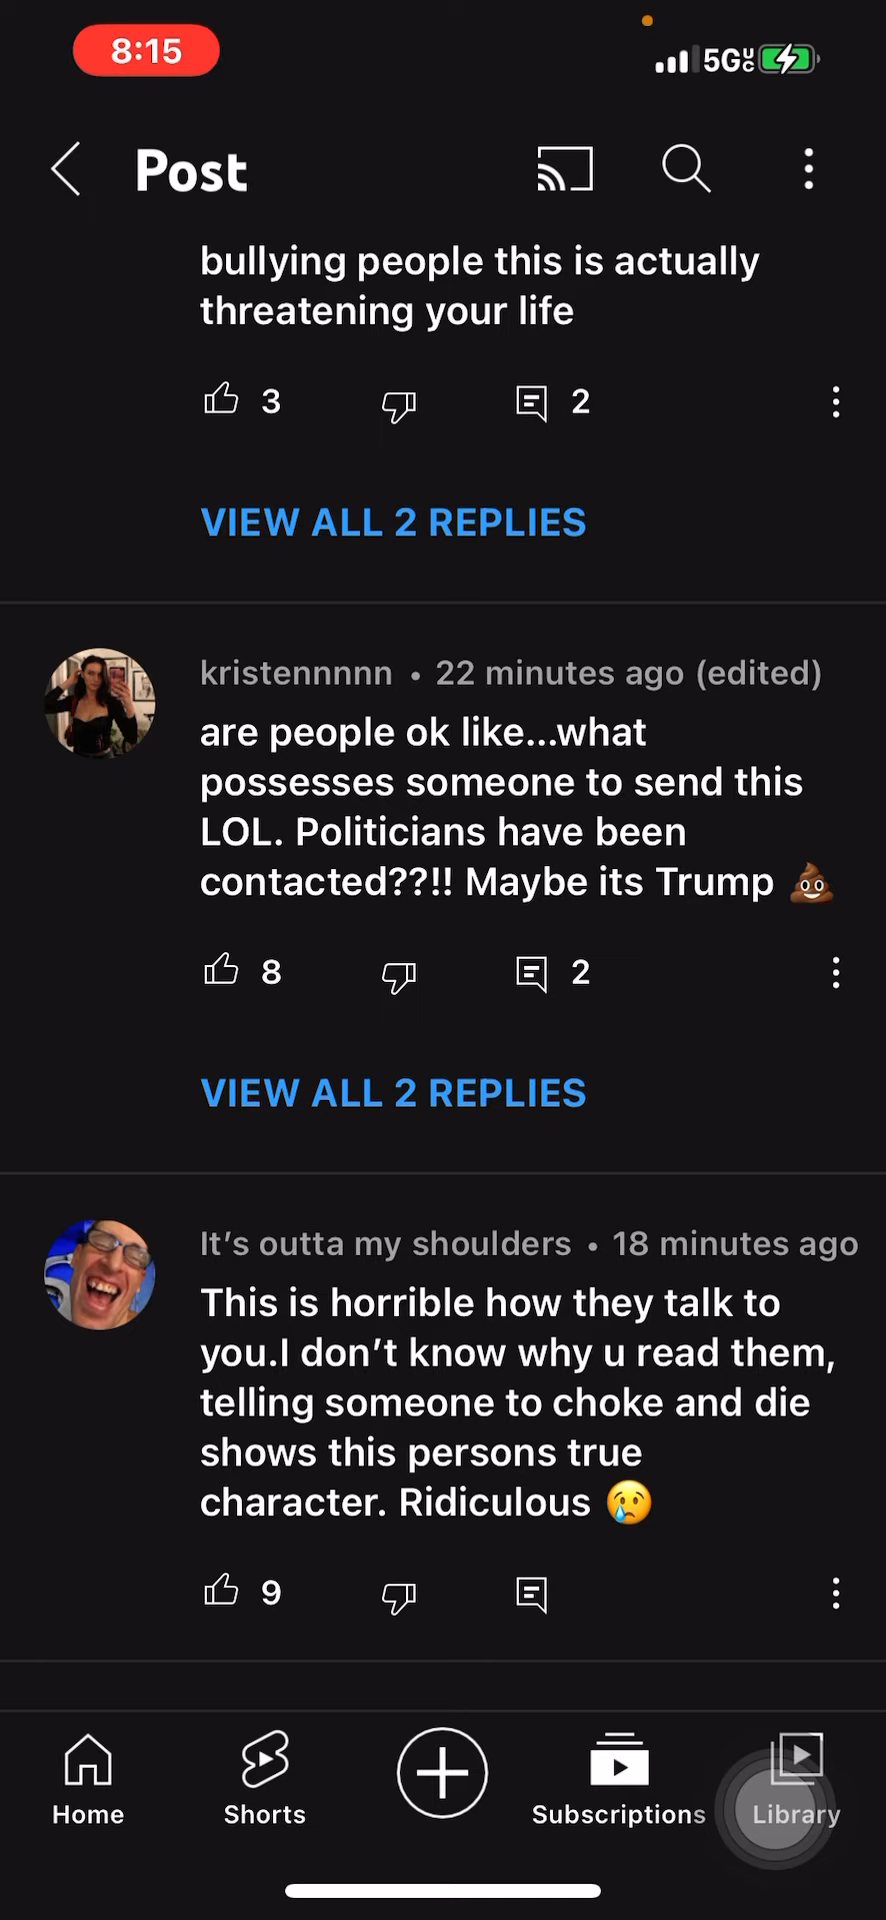 8:15
5GUC
Post
bullying people this is actually
threatening your life
3
2
VIEW ALL 2 REPLIES
kristennnnn • 22 minutes ago (edited)
are people ok like...what
possesses someone to send this
LOL. Politicians have been
contacted??!! Maybe its Trump 💩
8
2
VIEW ALL 2 REPLIES
It’s outta my shoulders • 18 minutes ago
This is horrible how they talk to
you.I don’t know why u read them,
telling someone to choke and die
shows this persons true
character. Ridiculous 😢
9
Home Shorts Subscriptions Library